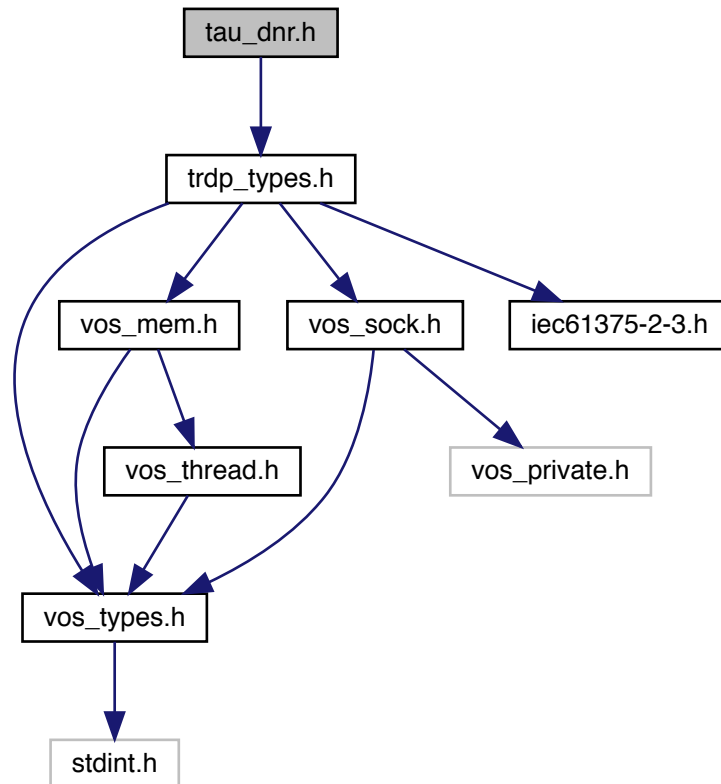 tau_dnr.h
trdp_types.h
vos_mem.h
vos_sock.h
iec61375-2-3.h
vos_thread.h
vos_private.h
vos_types.h
stdint.h